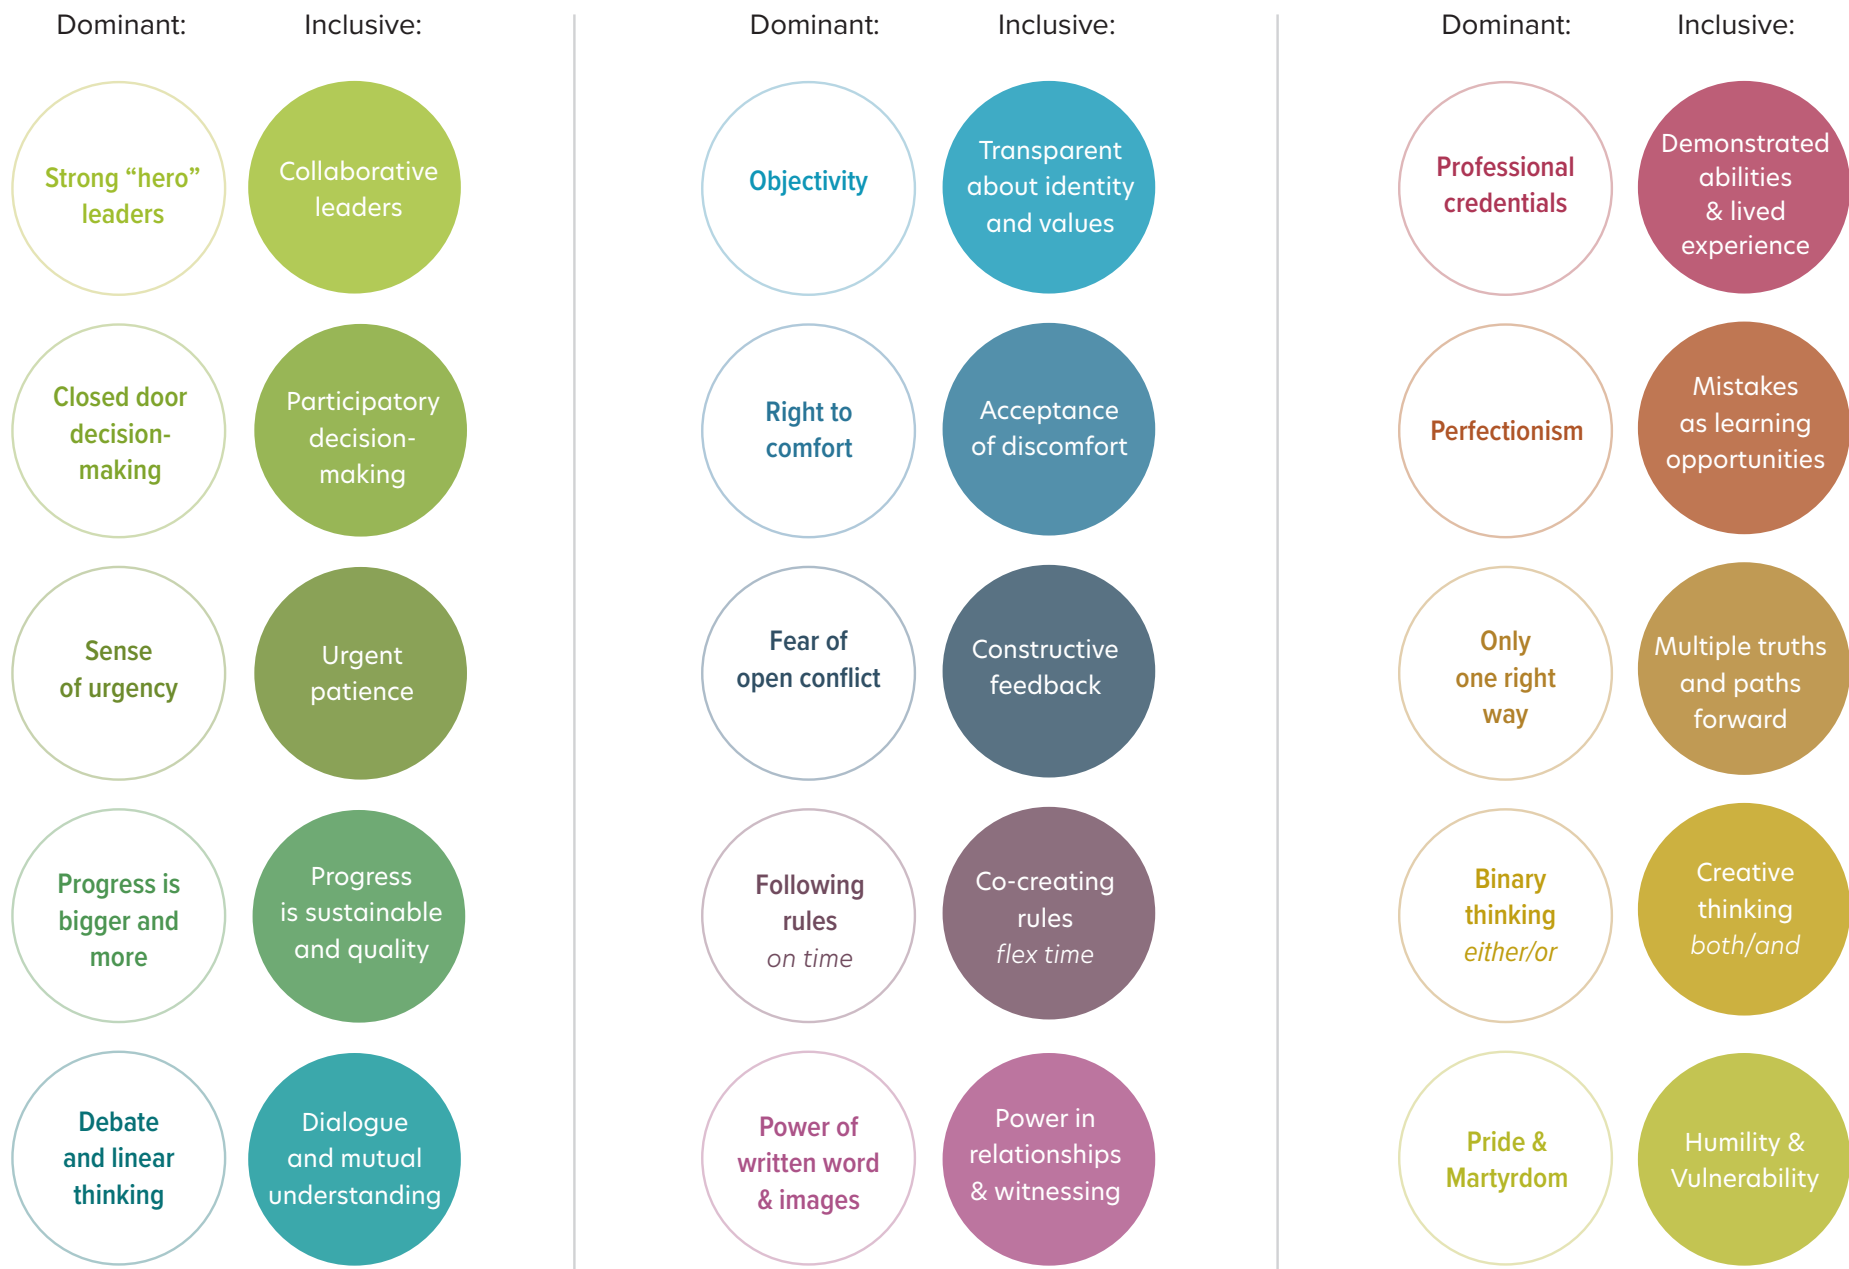 Dominant:
Inclusive:
Strong “hero”
leaders
Collaborative
leaders
Closed door
decision-
making
Participatory
decision-
making
Sense
of urgency
Urgent
patience
Progress is
bigger and
more
Progress
is sustainable
and quality
Debate
and linear
thinking
Dialogue
and mutual
understanding
Dominant:
Inclusive:
Objectivity
Transparent
about identity
and values
Right to
comfort
Acceptance
of discomfort
Fear of
open conflict
Constructive
feedback
Following
rules
on time
Co-creating
rules
flex time
Power of
written word
& images
Power in
relationships
& witnessing
Dominant:
Inclusive:
Professional
credentials
Demonstrated
abilities
& lived
experience
Perfectionism
Mistakes
as learning
opportunities
Only
one right
way
Multiple truths
and paths
forward
Binary
thinking
either/or
Creative
thinking
both/and
Pride &
Martyrdom
Humility &
Vulnerability